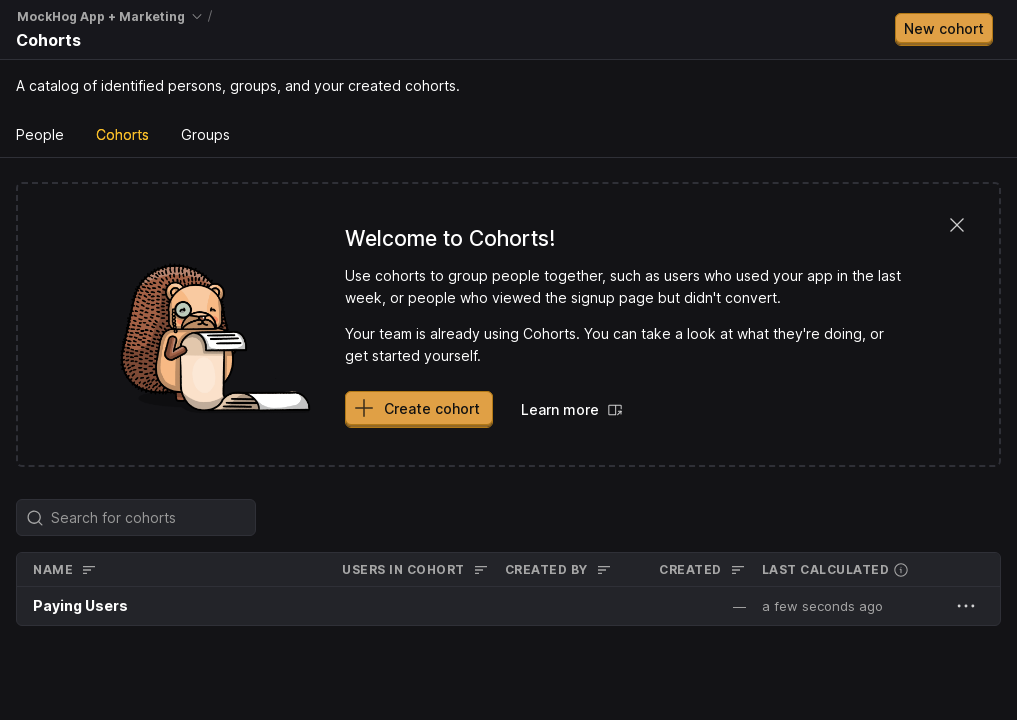 MockHog App + Marketing /
Cohorts
New cohort
A catalog of identified persons, groups, and your created cohorts.
People Cohorts Groups
Welcome to Cohorts!
Use cohorts to group people together, such as users who used your app in the last
week, or people who viewed the signup page but didn't convert.
Your team is already using Cohorts. You can take a look at what they're doing, or
get started yourself.
Create cohort Learn more
Search for cohorts
NAME USERS IN COHORT CREATED BY CREATED LAST CALCULATED
Paying Users — a few seconds ago